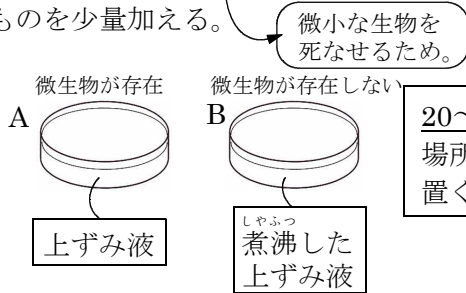 ものを少量加える。
微小な生物を
死なせるため。
微生物が存在
微生物が存在しない
A
B
20～
場所
置く
上ずみ液
しゃふつ
煮沸した
上ずみ液